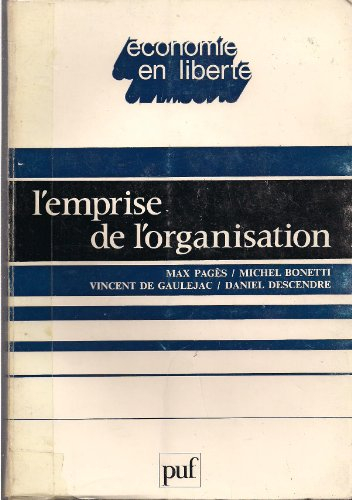 économie
en liberté
l'emprise
de l'organisation
MAX PAGÈS / MICHEL BONETTI
VINCENT DE GAULEJAC / DANIEL DESCENDRE
puf